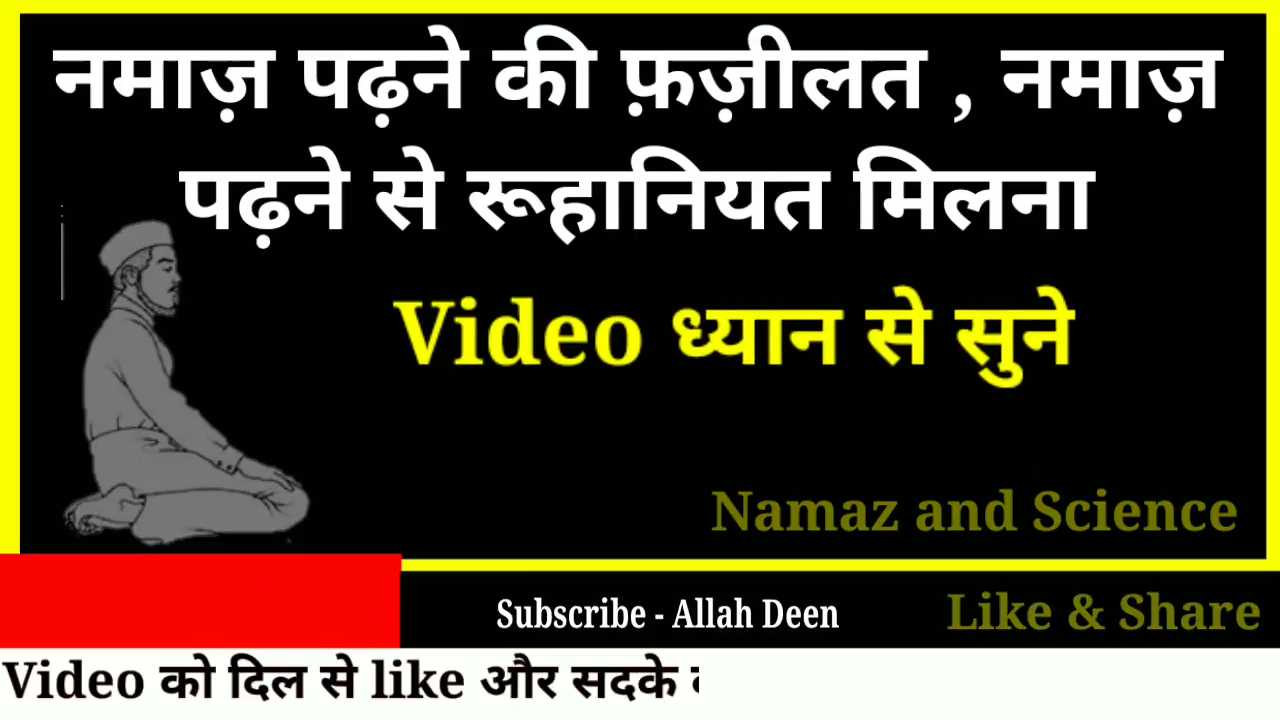 नमाज़ पढ़ने की फ़ज़ीलत , नमाज़
पढ़ने से रूहानियत मिलना
Video ध्यान से सुने
Namaz and Science
Subscribe - Allah Deen
Like & Share
Video को दिल से like और सदके